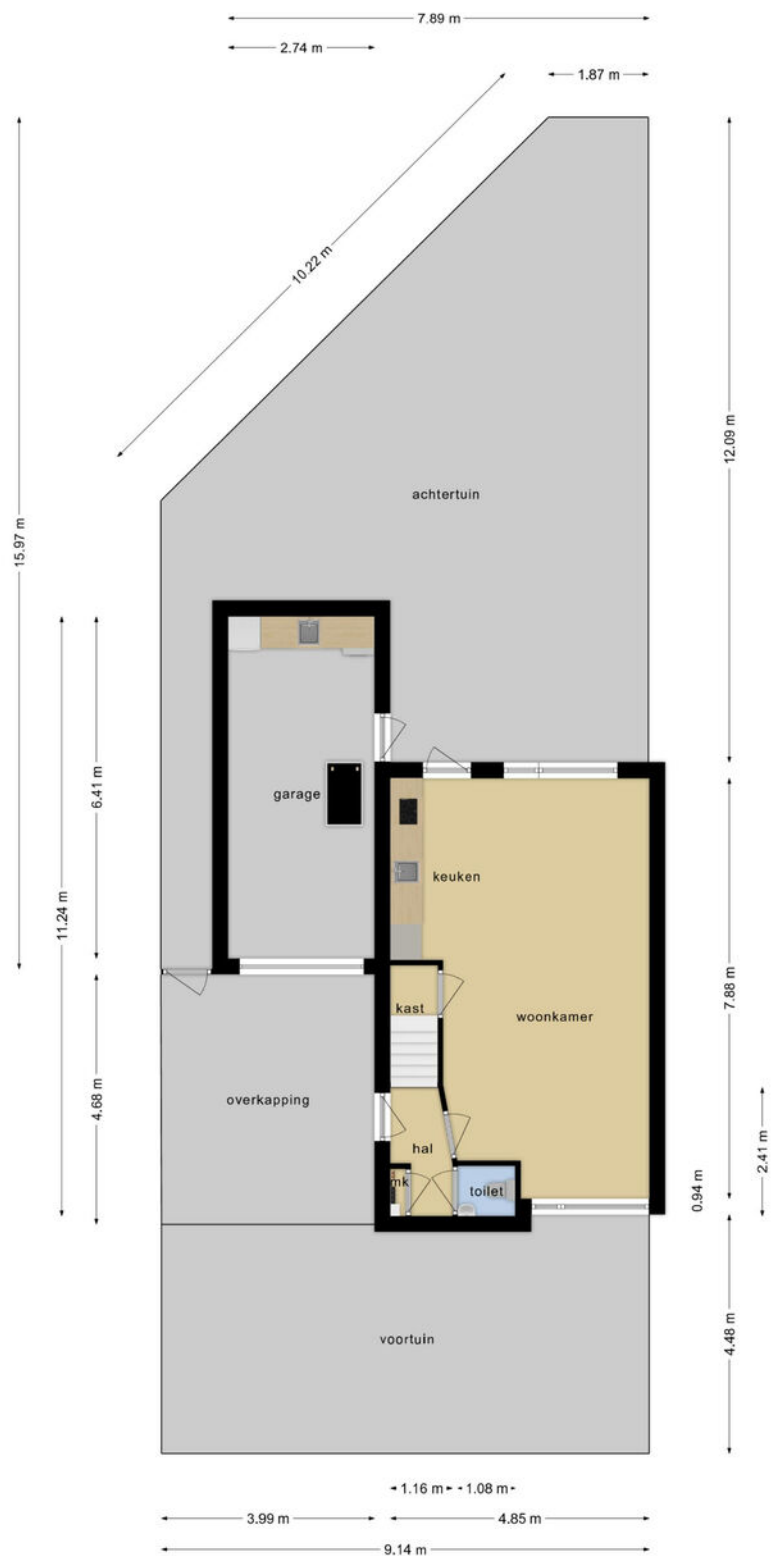 7.89 m
2.74 m
1.87 m
10.22 m
12.09 m
15.97 m
achtertuin
6.41 m
garage
11.24 m
keuken
7.88 m
kast
woonkamer
overkapping
4.68 m
hal
2.41 m
mk
toilet
0.94 m
voortuin
4.48 m
1.16 m
1.08 m
3.99 m
4.85 m
9.14 m